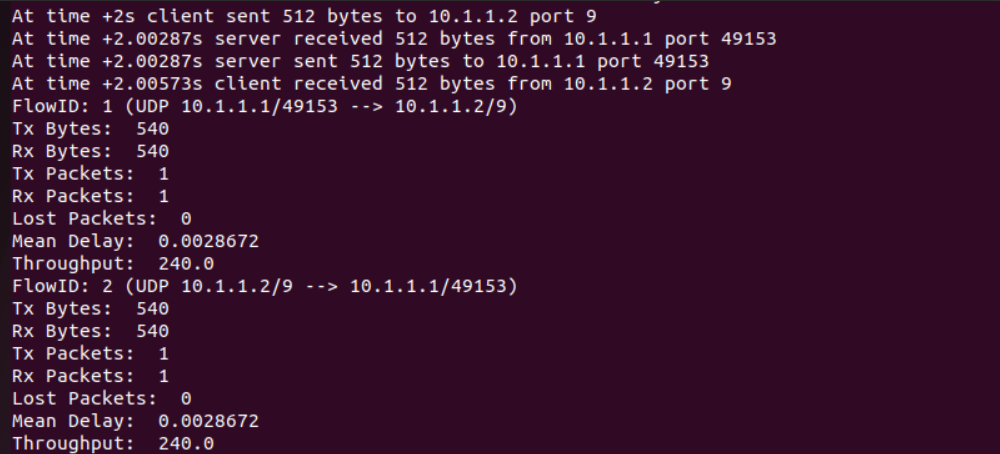 At time +2s client sent 512 bytes to 10.1.1.2 port 9
At time +2.00287s server received 512 bytes from 10.1.1.1 port 49153
At time +2.00287s server sent 512 bytes to 10.1.1.1 port 49153
At time +2.00573s client received 512 bytes from 10.1.1.2 port 9
FlowID: 1 (UDP 10.1.1.1/49153 --> 10.1.1.2/9)
Tx Bytes:  540
Rx Bytes:  540
Tx Packets:  1
Rx Packets:  1
Lost Packets:  0
Mean Delay:  0.0028672
Throughput:  240.0
FlowID: 2 (UDP 10.1.1.2/9 --> 10.1.1.1/49153)
Tx Bytes:  540
Rx Bytes:  540
Tx Packets:  1
Rx Packets:  1
Lost Packets:  0
Mean Delay:  0.0028672
Throughput:  240.0